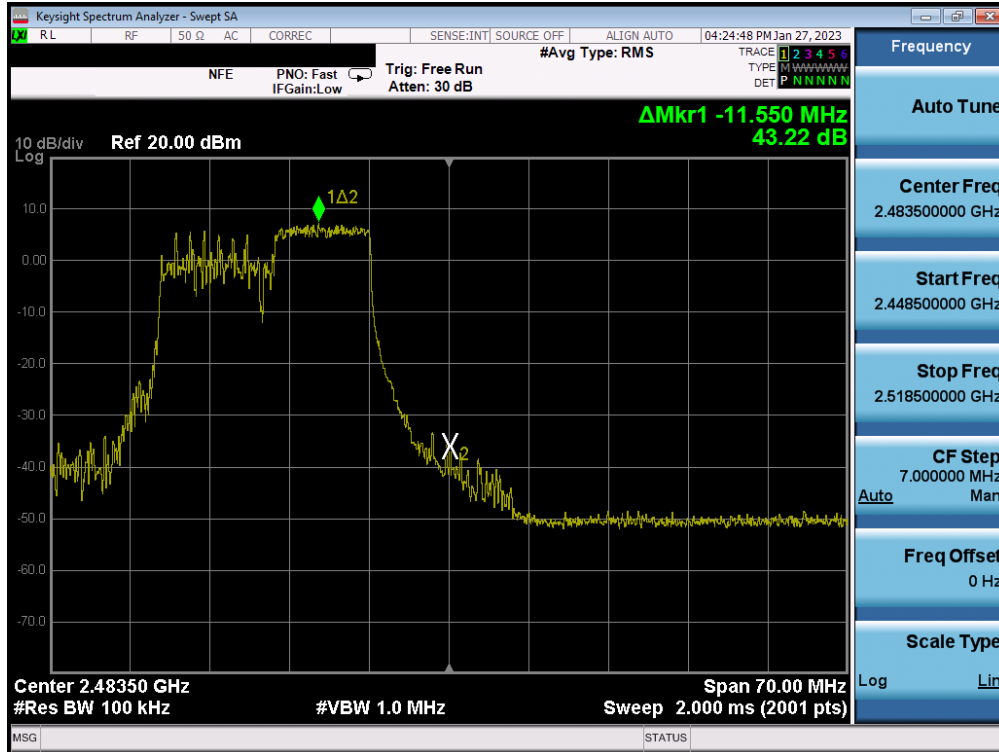 Keysight Spectrum Analyzer - Swept SA
LXI RL RF 50 Ω AC CORREC SENSE:INT SOURCE OFF ALIGN AUTO 04:24:48 PM Jan 27, 2023
#Avg Type: RMS
TRACE 1 2 3 4 5 6
TYPE M WWWWW
DET P N N N N N
NFE
PNO: Fast
IFGain:Low
Trig: Free Run
Atten: 30 dB
ΔMkr1 -11.550 MHz
43.22 dB
10 dB/div
Log
Ref 20.00 dBm
1Δ2
10.0
0.00
-10.0
-20.0
-30.0
X2
-40.0
-50.0
-60.0
-70.0
Center 2.48350 GHz
Span 70.00 MHz
#Res BW 100 kHz
#VBW 1.0 MHz
Sweep 2.000 ms (2001 pts)
MSG
STATUS
Frequency
Auto Tune
Center Freq
2.483500000 GHz
Start Freq
2.448500000 GHz
Stop Freq
2.518500000 GHz
CF Step
7.000000 MHz
Auto Man
Freq Offset
0 Hz
Scale Type
Log Lin